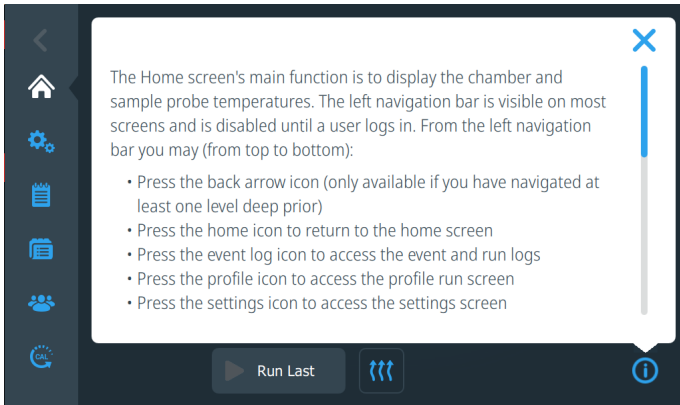 The Home screen's main function is to display the chamber and
sample probe temperatures. The left navigation bar is visible on most
screens and is disabled until a user logs in. From the left navigation
bar you may (from top to bottom):
• Press the back arrow icon (only available if you have navigated at
least one level deep prior)
• Press the home icon to return to the home screen
• Press the event log icon to access the event and run logs
• Press the profile icon to access the profile run screen
• Press the settings icon to access the settings screen
CAL
Run Last